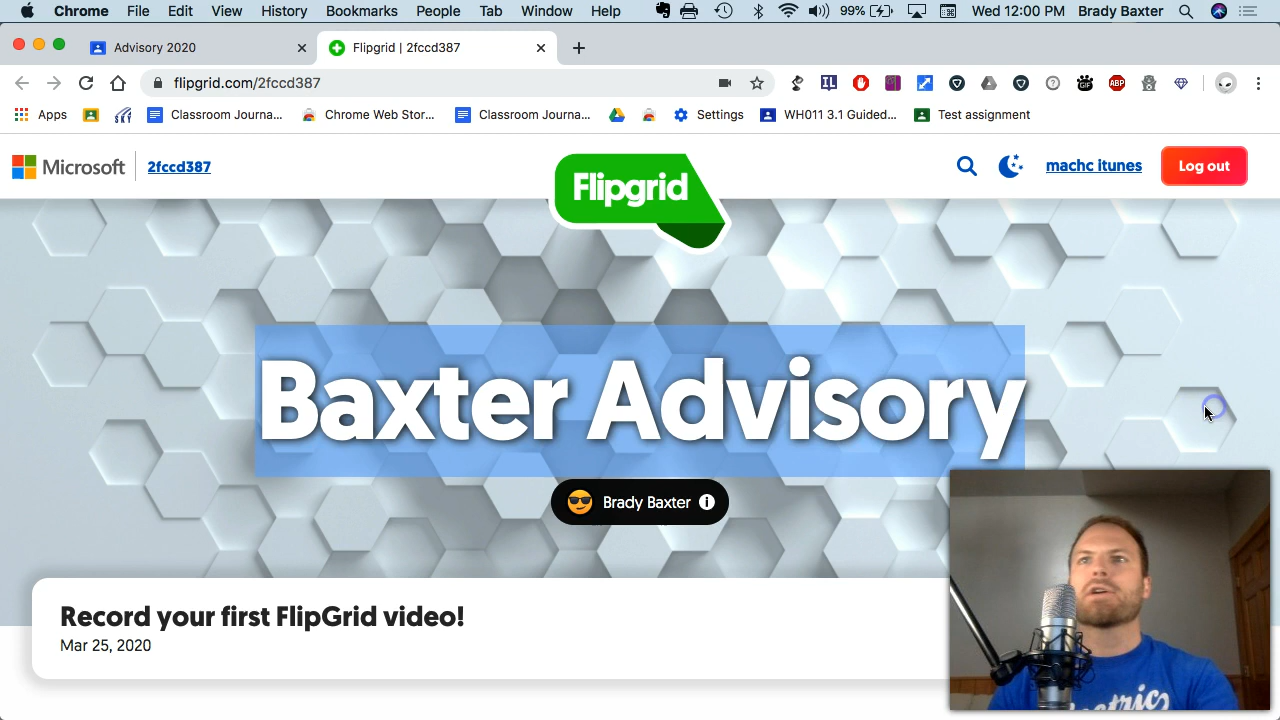 Chrome File Edit View History Bookmarks People Tab Window Help 99% Wed 12:00 PM Brady Baxter
Advisory 2020 Flipgrid | 2fccd387
flipgrid.com/2fccd387 IL GIF ABP
Apps Classroom Journa... Chrome Web Stor... Classroom Journa... Settings WH011 3.1 Guided... Test assignment
Microsoft 2fccd387 Flipgrid machc itunes Log out
Baxter Advisory
Brady Baxter
Record your first FlipGrid video!
Mar 25, 2020